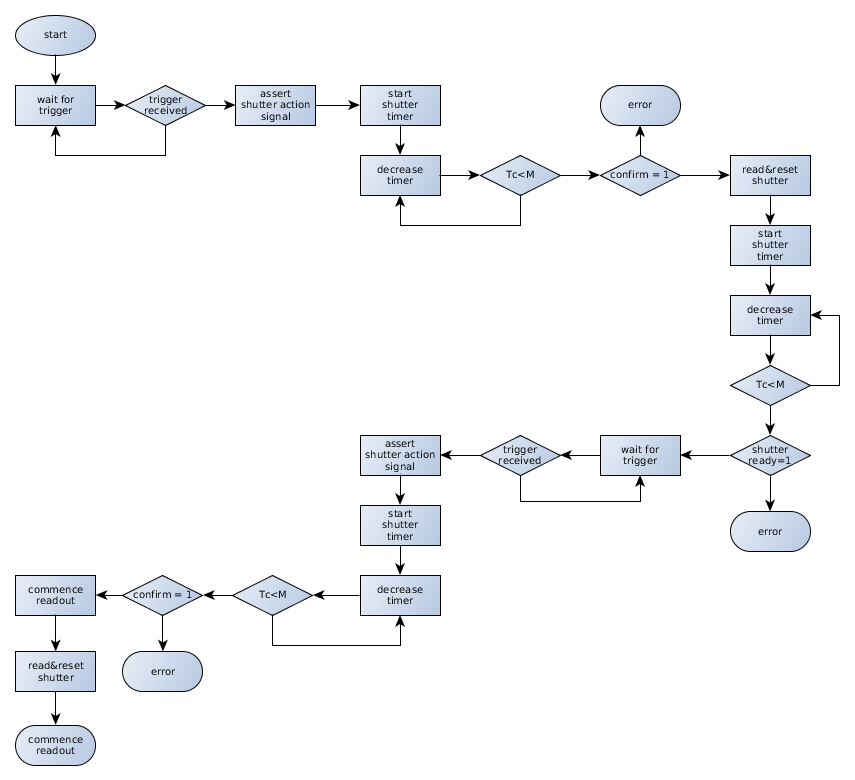 start
wait for
trigger
trigger
received
assert
shutter action
signal
start
shutter
timer
error
decrease
timer
Tc<M
confirm = 1
read&reset
shutter
start
shutter
timer
decrease
timer
Tc<M
shutter
ready=1
error
wait for
trigger
trigger
received
assert
shutter action
signal
start
shutter
timer
decrease
timer
Tc<M
confirm = 1
error
commence
readout
read&reset
shutter
commence
readout